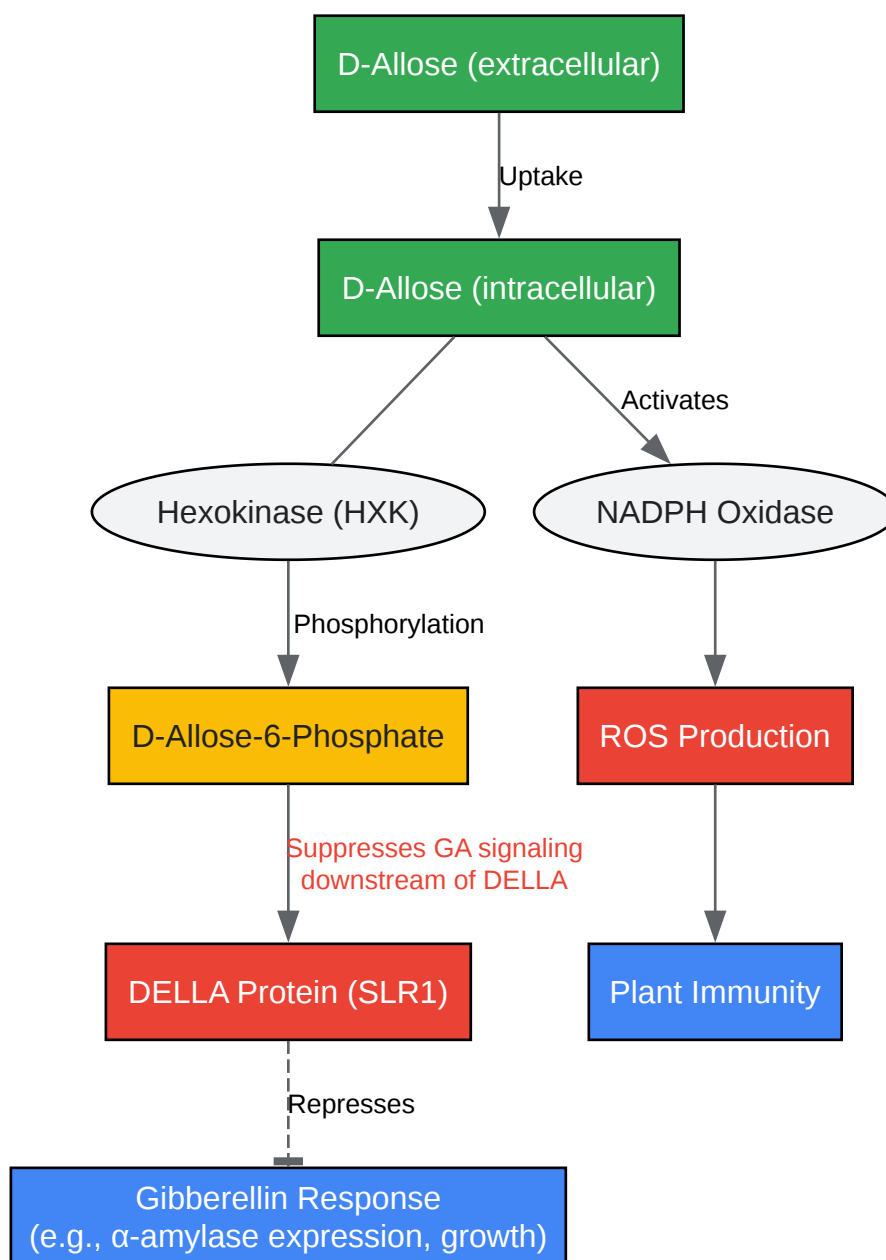 D-Allose (extracellular)
Uptake
D-Allose (intracellular)
Activates
Hexokinase (HXK)
NADPH Oxidase
Phosphorylation
D-Allose-6-Phosphate
ROS Production
Suppresses GA signaling
downstream of DELLA
DELLA Protein (SLR1)
Plant Immunity
Represses
Gibberellin Response
(e.g., α-amylase expression, growth)